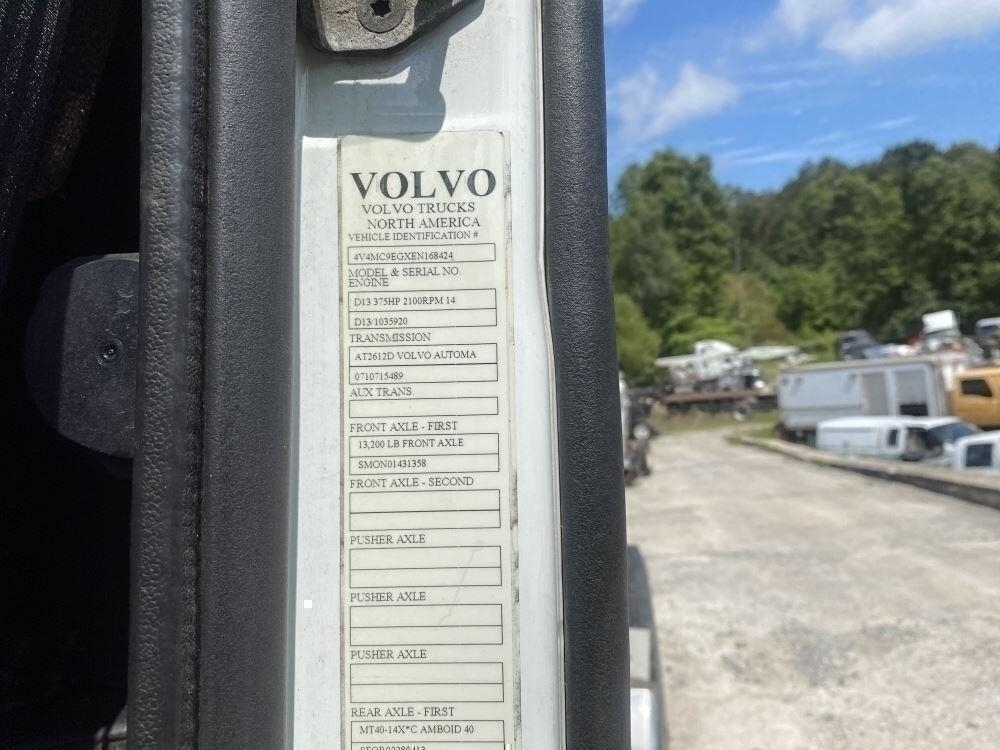 VOLVO
VOLVO TRUCKS
NORTH AMERICA
VEHICLE IDENTIFICATION #
4V4MC9EGXEN168424
MODEL & SERIAL NO.
ENGINE
D13 375HP 2100RPM 14
D13/1035920
TRANSMISSION
AT2612D VOLVO AUTOMA
0710715489
AUX TRANS.
FRONT AXLE - FIRST
13,200 LB FRONT AXLE
SMON01431358
FRONT AXLE - SECOND
PUSHER AXLE
PUSHER AXLE
PUSHER AXLE
REAR AXLE - FIRST
MT40-14X*C AMBOID 40